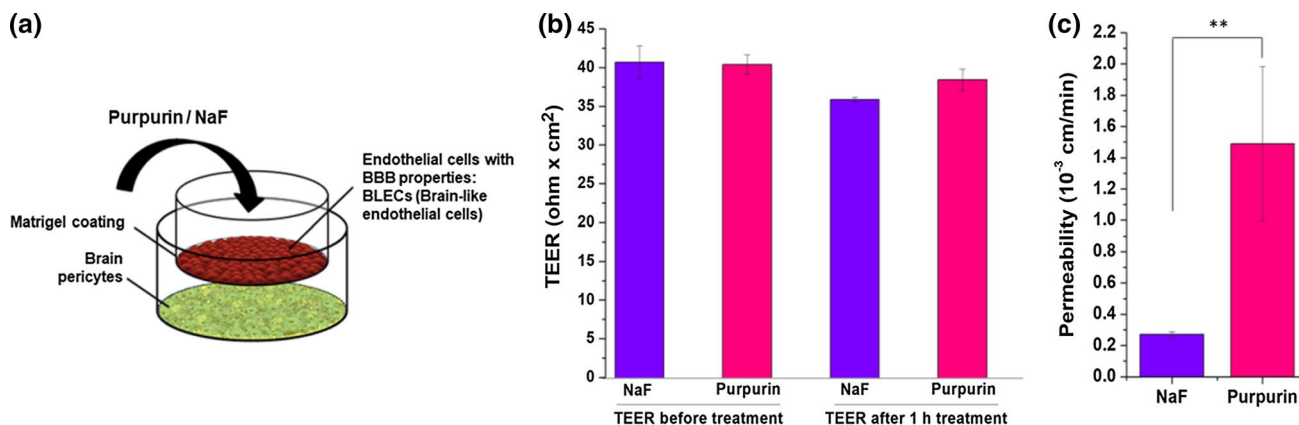 (a)
Purpurin / NaF
Endothelial cells with
BBB properties:
BLECs (Brain-like
endothelial cells)
Matrigel coating
Brain
pericytes
(b)
TEER (ohm x cm²)
45
40
35
30
25
20
15
10
5
0
NaF
Purpurin
NaF
Purpurin
TEER before treatment
TEER after 1 h treatment
(c)
Permeability (10⁻³ cm/min)
2.2
2.0
1.8
1.6
1.4
1.2
1.0
0.8
0.6
0.4
0.2
0.0
**
NaF
Purpurin